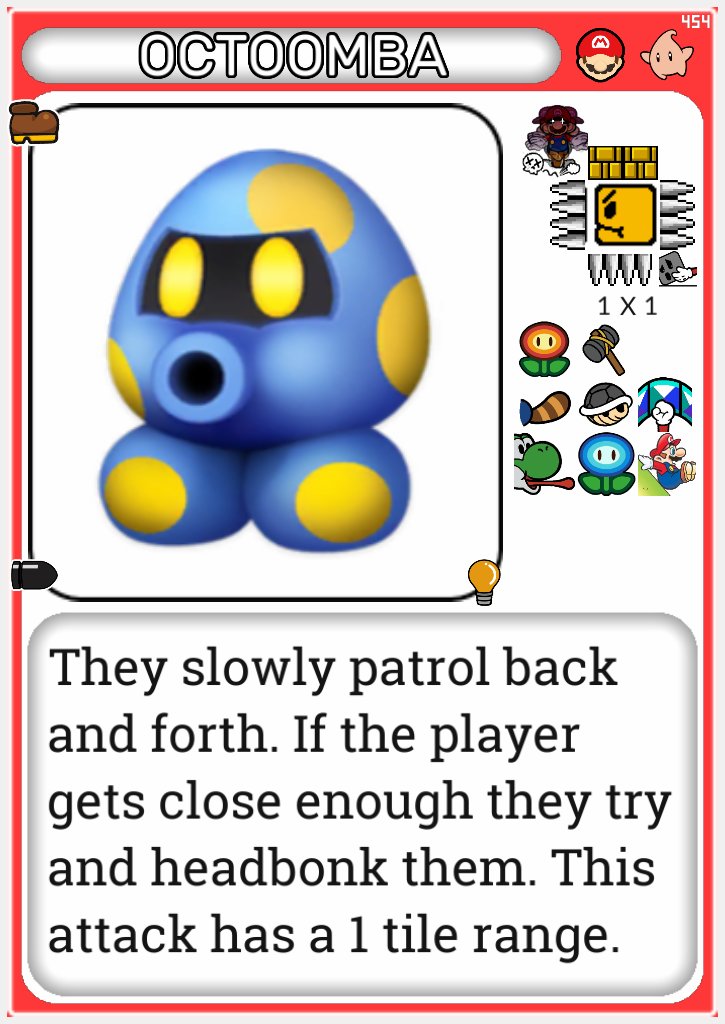 454
OCTOOMBA
1 X 1
They slowly patrol back
and forth. If the player
gets close enough they try
and headbonk them. This
attack has a 1 tile range.